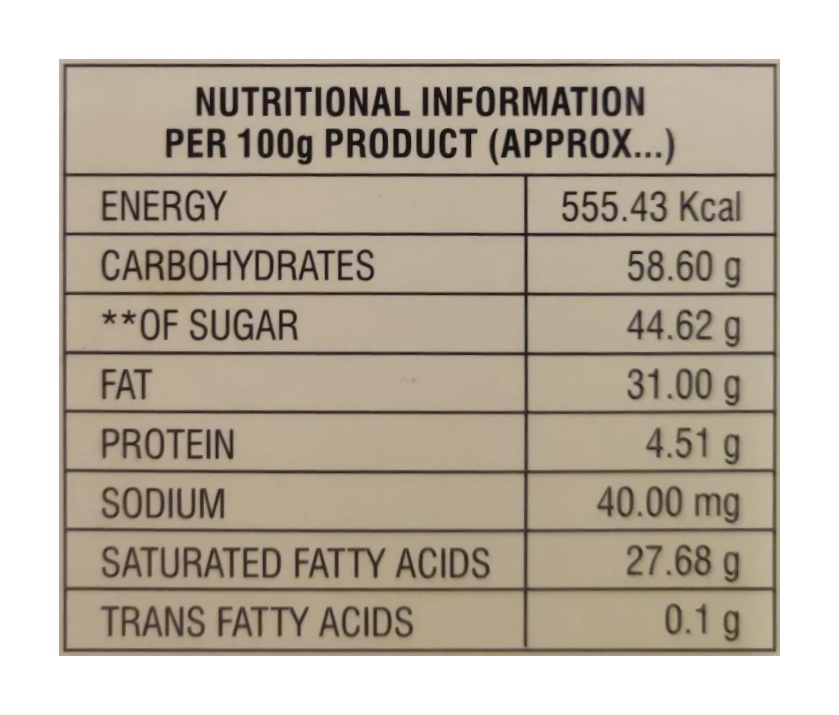 NUTRITIONAL INFORMATION
PER 100g PRODUCT (APPROX...)
ENERGY 555.43 Kcal
CARBOHYDRATES 58.60 g
**OF SUGAR 44.62 g
FAT 31.00 g
PROTEIN 4.51 g
SODIUM 40.00 mg
SATURATED FATTY ACIDS 27.68 g
TRANS FATTY ACIDS 0.1 g